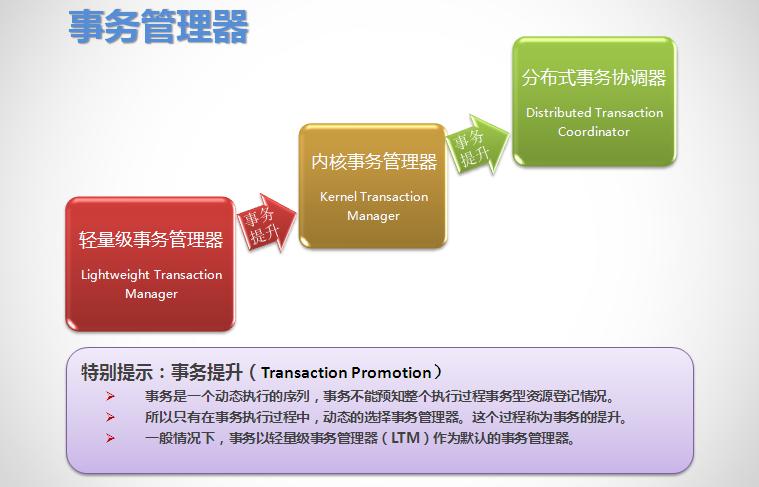 事务管理器
分布式事务协调器
Distributed Transaction
Coordinator
事务
提升
内核事务管理器
Kernel Transaction
Manager
事务
提升
轻量级事务管理器
Lightweight Transaction
Manager
特别提示：事务提升（Transaction Promotion）
事务是一个动态执行的序列，事务不能预知整个执行过程事务型资源登记情况。
所以只有在事务执行过程中，动态的选择事务管理器。这个过程称为事务的提升。
一般情况下，事务以轻量级事务管理器（LTM）作为默认的事务管理器。